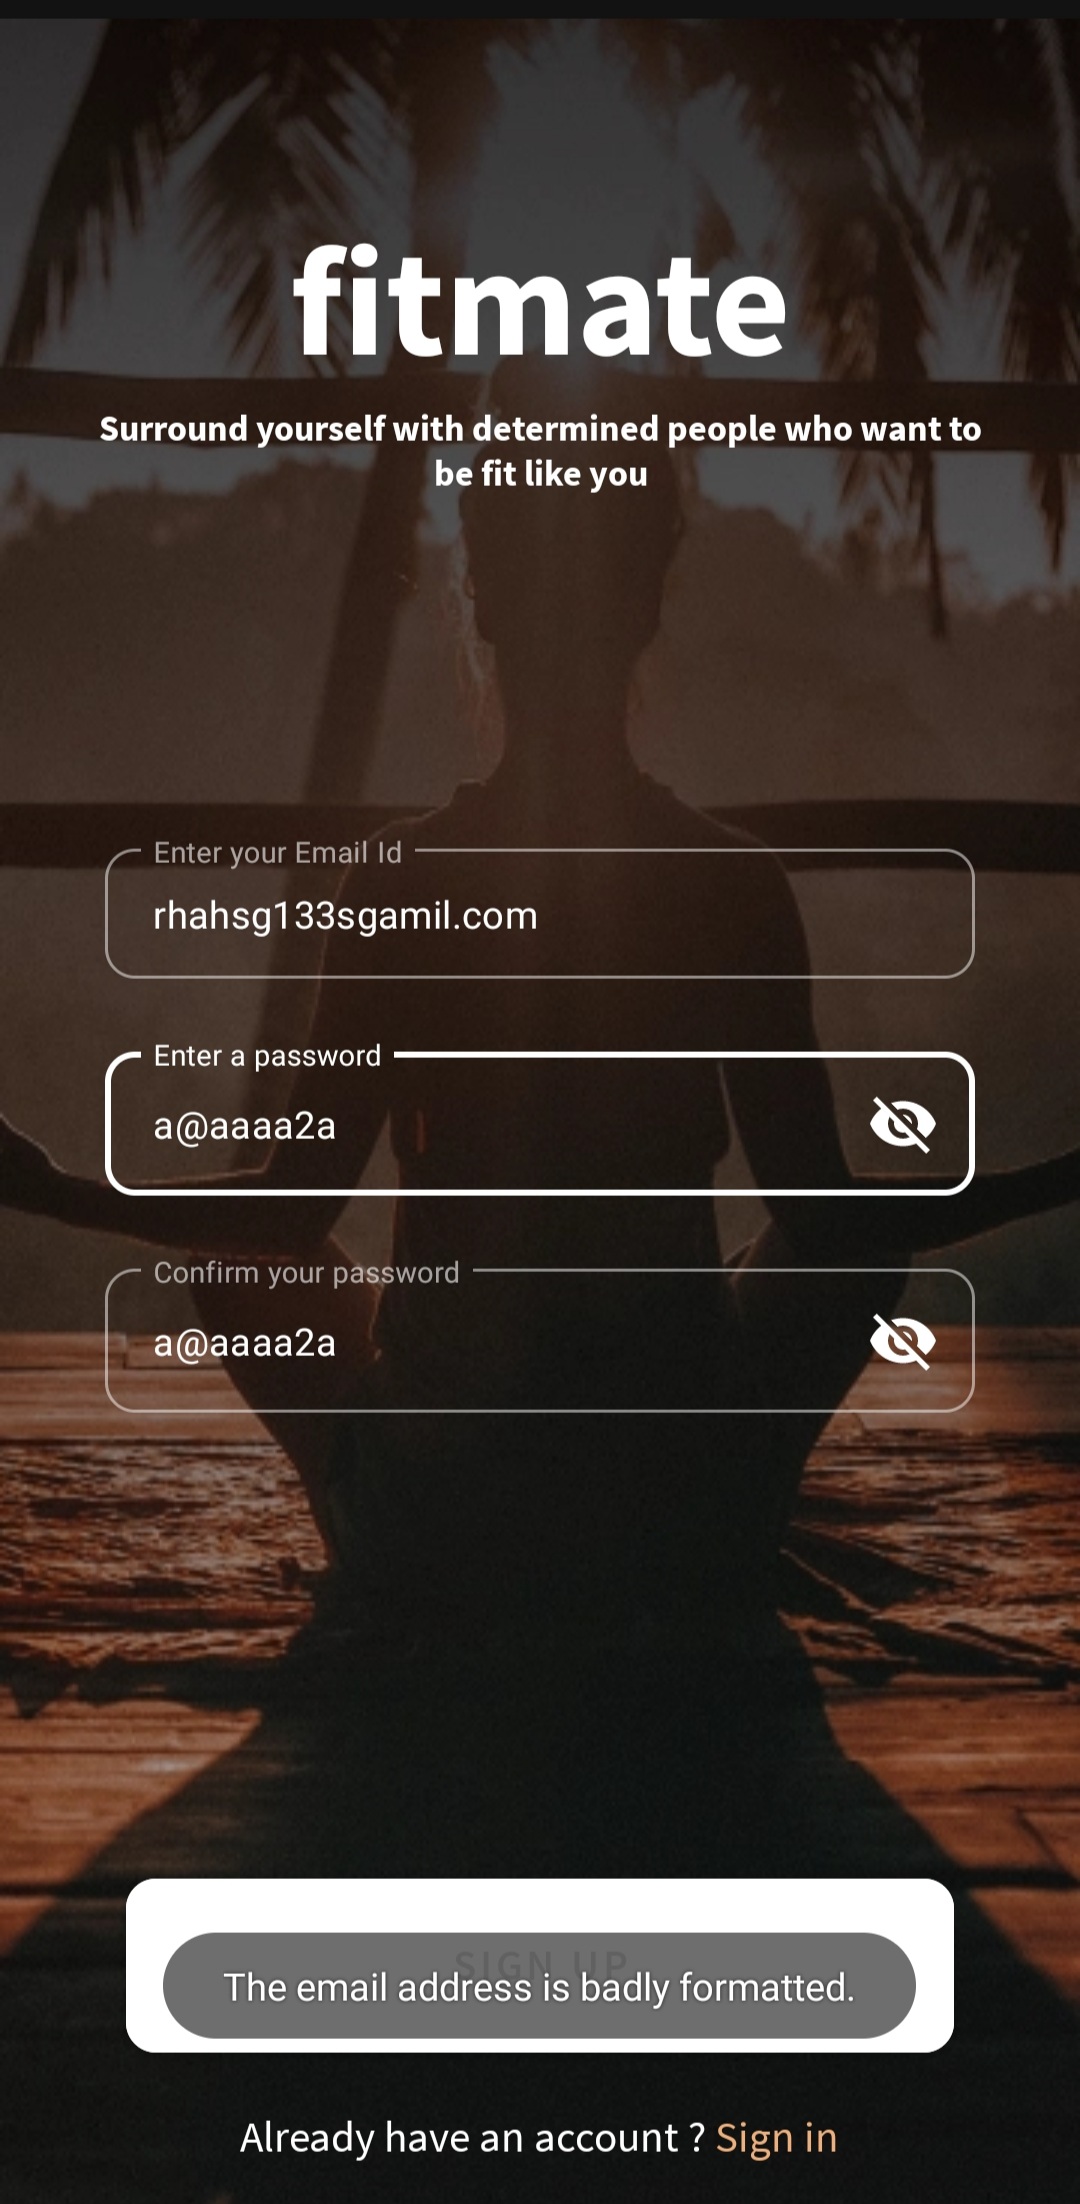 fitmate
Surround yourself with determined people who want to
be fit like you
Enter your Email Id
rhahsg133sgamil.com
Enter a password
a@aaaa2a
Confirm your password
a@aaaa2a
SIGN UP
The email address is badly formatted.
Already have an account ? Sign in